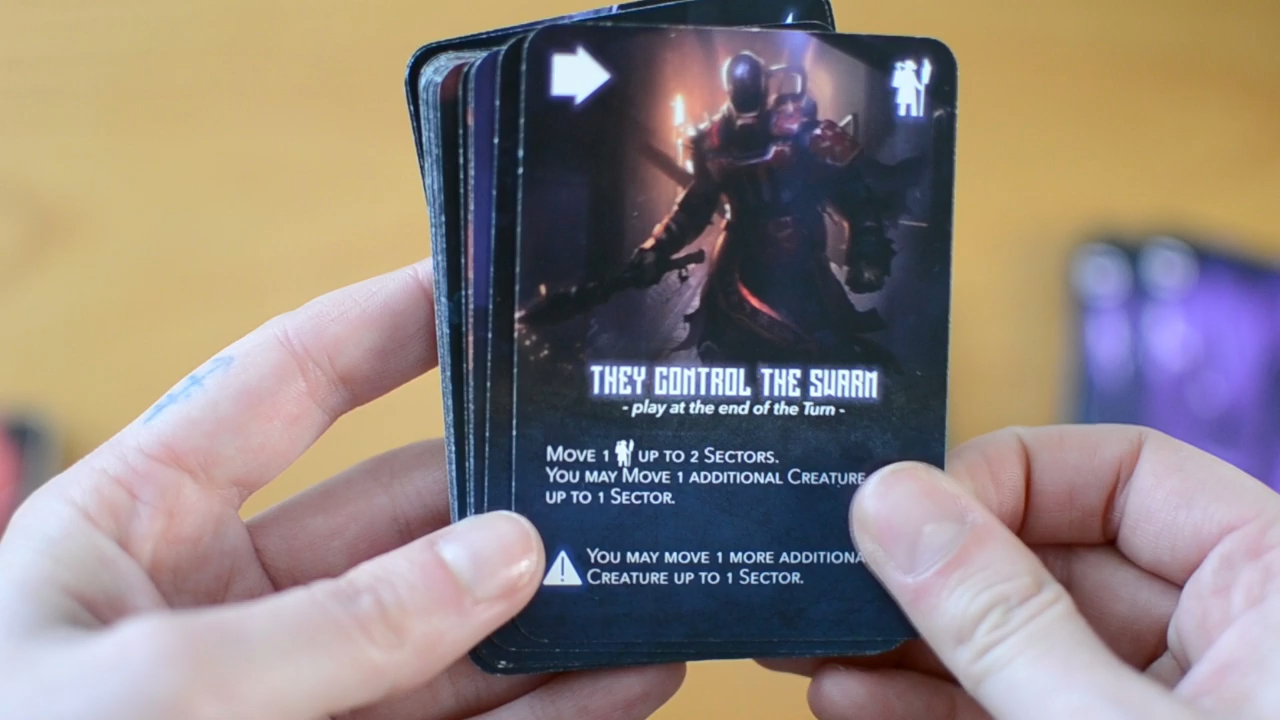 THEY CONTROL THE SWARM
- play at the end of the Turn -
MOVE 1 UP TO 2 SECTORS.
YOU MAY MOVE 1 ADDITIONAL CREATURE
UP TO 1 SECTOR.
YOU MAY MOVE 1 MORE ADDITIONA
CREATURE UP TO 1 SECTOR.